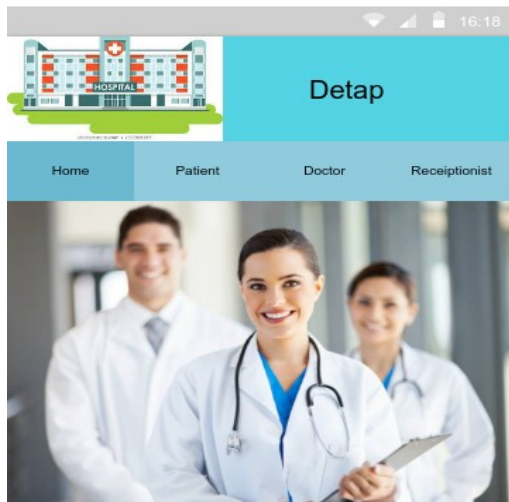 16:18
HOSPITAL
Detap
Home
Patient
Doctor
Receiptionist